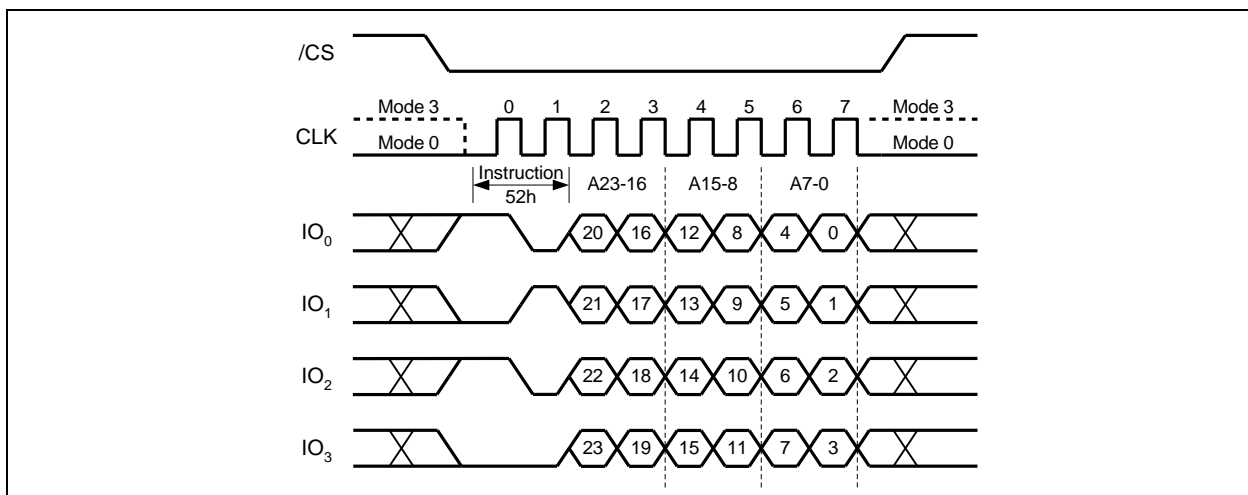 /CS
Mode 3 0 1 2 3 4 5 6 7 Mode 3
CLK
Mode 0 Mode 0
Instruction A23-16 A15-8 A7-0
52h
IO0 20 16 12 8 4 0
IO1 21 17 13 9 5 1
IO2 22 18 14 10 6 2
IO3 23 19 15 11 7 3